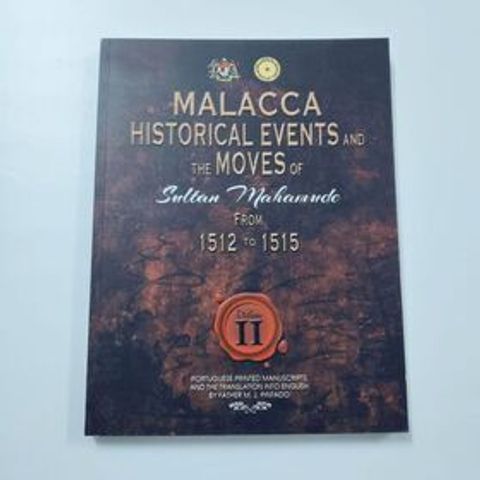 MALACCA
HISTORICAL EVENTS AND
THE MOVES OF
Sultan Mahamude
FROM
1512 TO 1515
II
PORTUGUESE PRINTED MANUSCRIPTS
AND THE TRANSLATION INTO ENGLISH
BY FATHER M. J. PINTADO